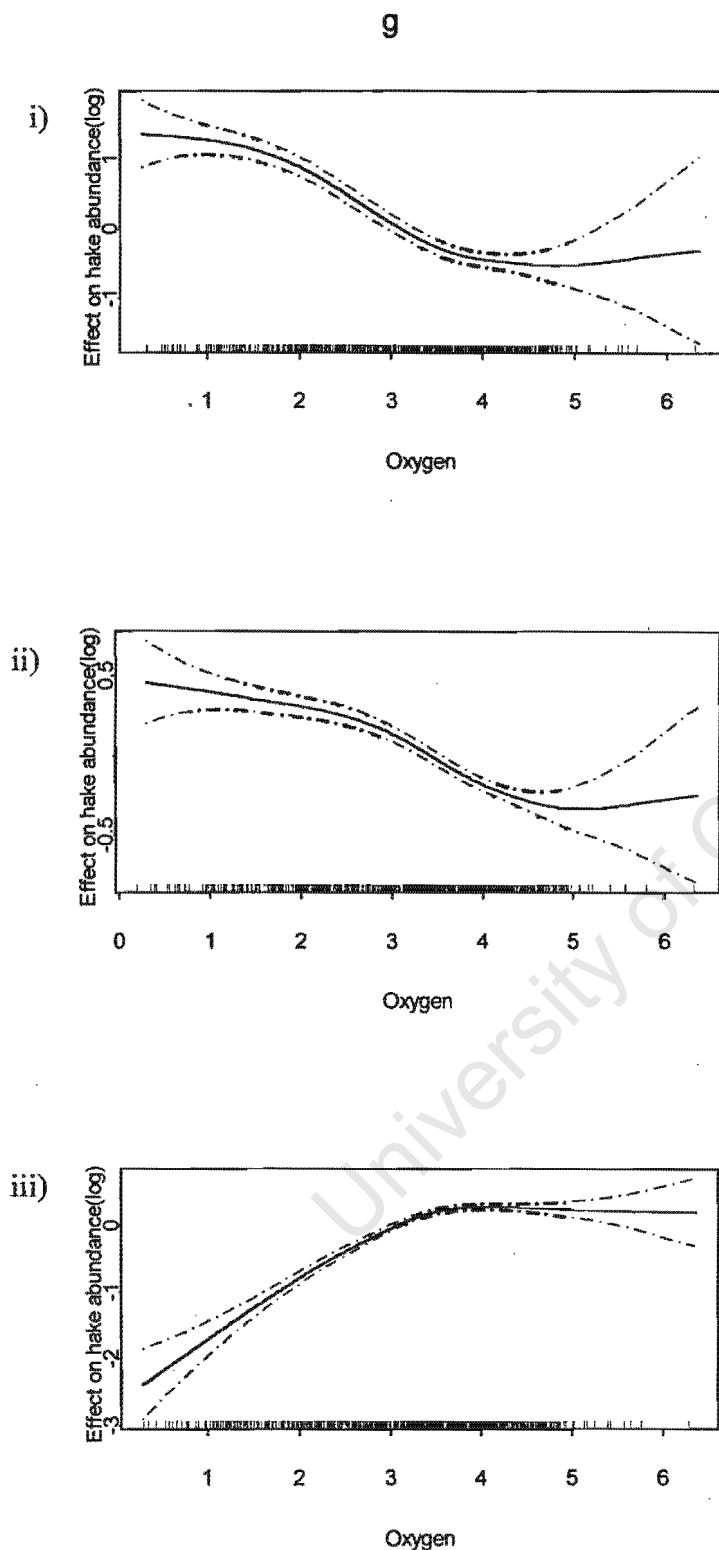 g
i)
Effect on hake abundance(log)
1
0
-1
1 2 3 4 5 6
Oxygen
ii)
Effect on hake abundance(log)
0.5
-0.5
0 1 2 3 4 5 6
Oxygen
University of C
iii)
Effect on hake abundance(log)
0
-1
-2
-3
1 2 3 4 5 6
Oxygen